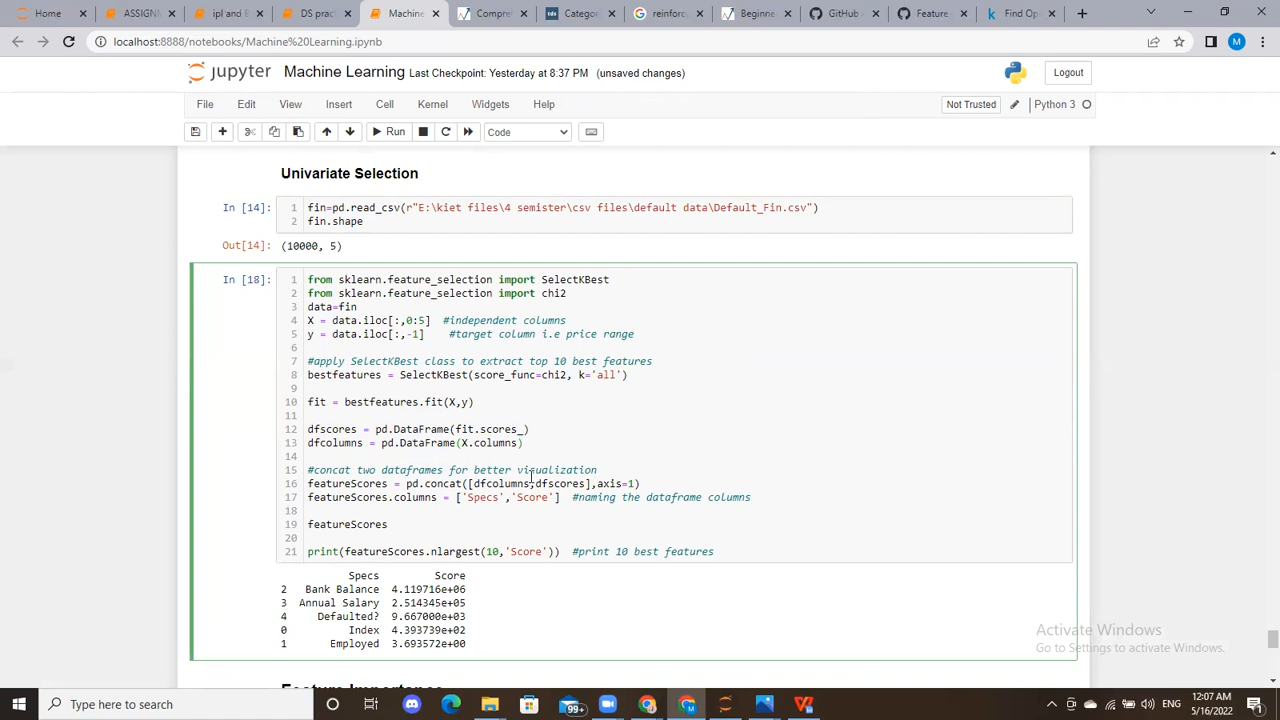 Home
ASSIGNM
ipl and B
DS practi
Machine
Compreh
Categor
reinforc
Beginne
GitHub -
Feature
Find Op
localhost:8888/notebooks/Machine%20Learning.ipynb
M
jupyter Machine Learning Last Checkpoint: Yesterday at 8:37 PM (unsaved changes)
Logout
File Edit View Insert Cell Kernel Widgets Help
Not Trusted
Python 3
Run
Code
Univariate Selection
In [14]:
1 fin=pd.read_csv(r"E:\kiet files\4 semister\csv files\default data\Default_Fin.csv")
2 fin.shape
Out[14]: (10000, 5)
In [18]:
1 from sklearn.feature_selection import SelectKBest
2 from sklearn.feature_selection import chi2
3 data=fin
4 X = data.iloc[:,0:5] #independent columns
5 y = data.iloc[:,-1] #target column i.e price range
6
7 #apply SelectKBest class to extract top 10 best features
8 bestfeatures = SelectKBest(score_func=chi2, k='all')
9
10 fit = bestfeatures.fit(X,y)
11
12 dfscores = pd.DataFrame(fit.scores_)
13 dfcolumns = pd.DataFrame(X.columns)
14
15 #concat two dataframes for better visualization
16 featureScores = pd.concat([dfcolumns,dfscores],axis=1)
17 featureScores.columns = ['Specs','Score'] #naming the dataframe columns
18
19 featureScores
20
21 print(featureScores.nlargest(10,'Score')) #print 10 best features
Specs Score
2 Bank Balance 4.119716e+06
3 Annual Salary 2.514345e+05
4 Defaulted? 9.667000e+03
0 Index 4.393739e+02
1 Employed 3.693572e+00
Activate Windows
Go to Settings to activate Windows.
Feature Importance
Type here to search
99+
ENG
12:07 AM
5/16/2022